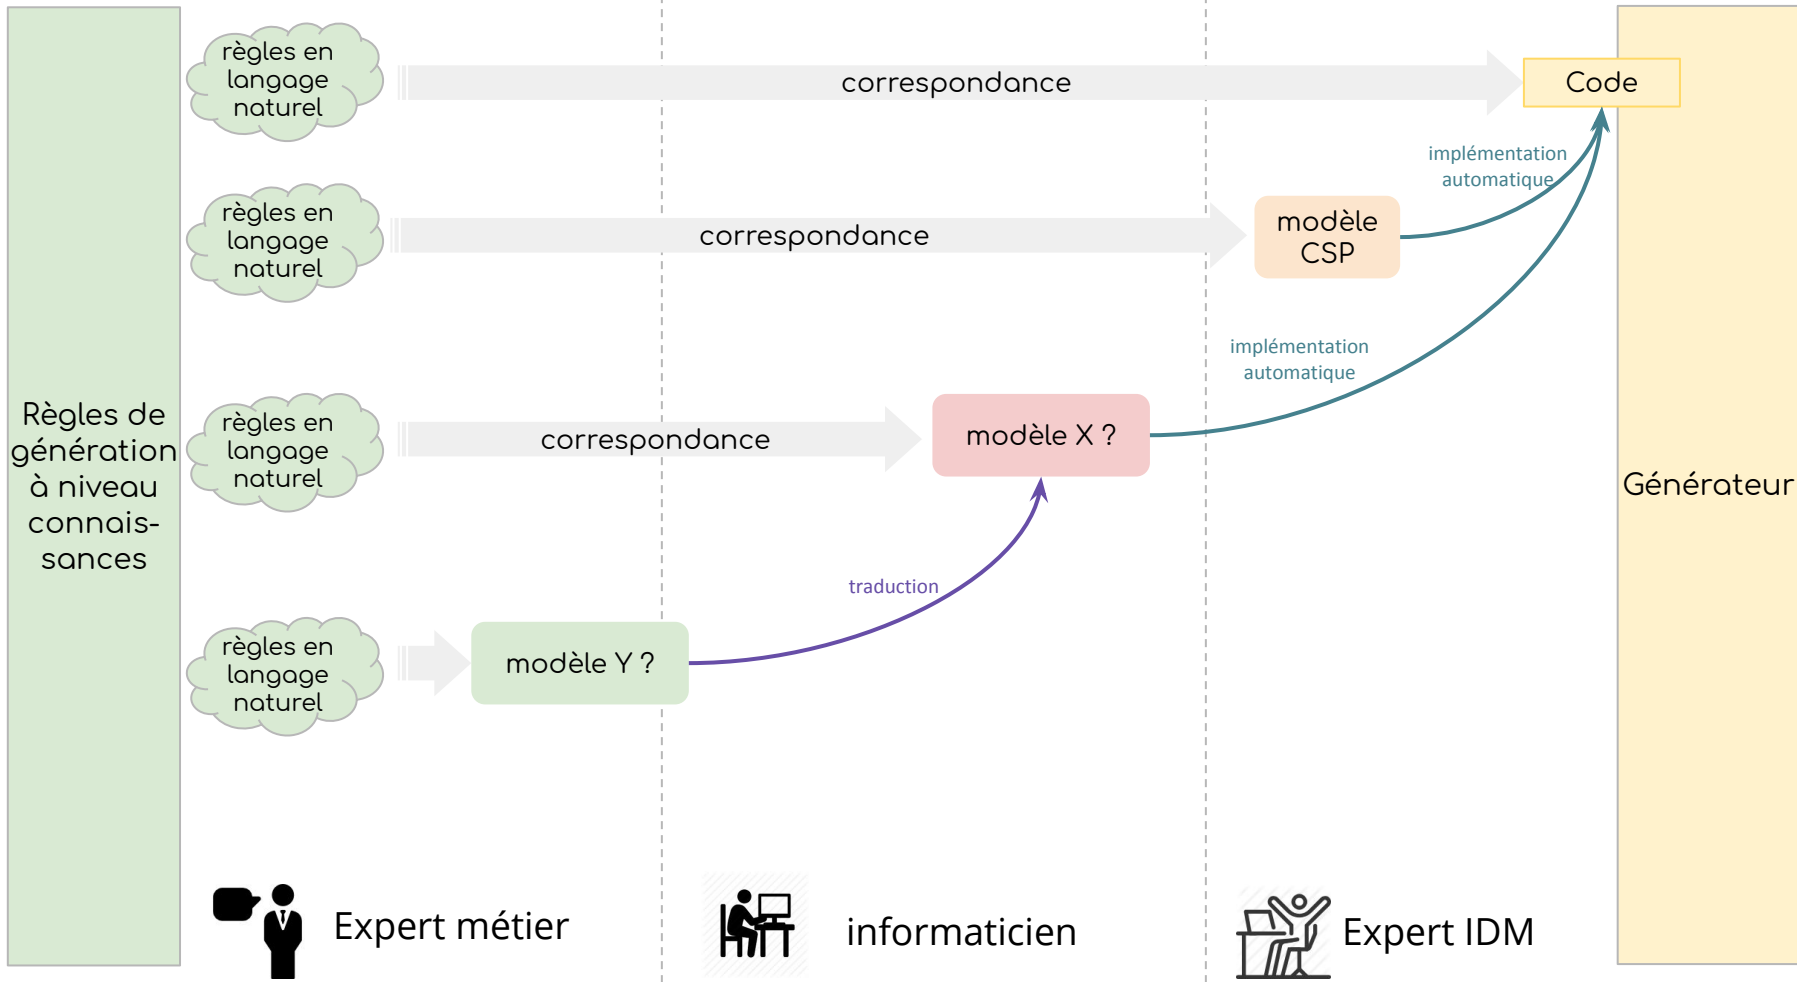 règles en
langage
naturel
correspondance
Code
implémentation
automatique
règles en
langage
naturel
correspondance
modèle
CSP
implémentation
automatique
Règles de
génération
à niveau
connais-
sances
règles en
langage
naturel
correspondance
modèle X ?
Générateur
traduction
règles en
langage
naturel
modèle Y ?
Expert métier
informaticien
Expert IDM